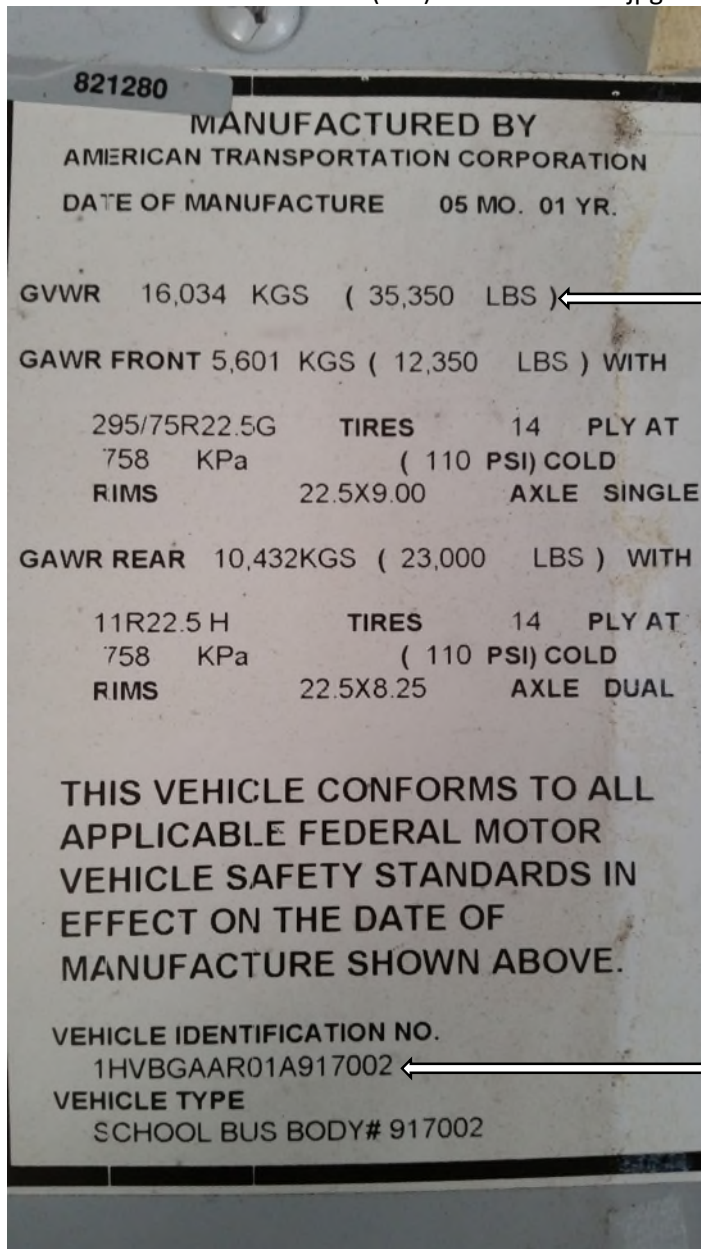 821280
MANUFACTURED BY
AMERICAN TRANSPORTATION CORPORATION
DATE OF MANUFACTURE 05 MO. 01 YR.
GVWR 16,034 KGS ( 35,350 LBS )
GAWR FRONT 5,601 KGS ( 12,350 LBS ) WITH
295/75R22.5G TIRES 14 PLY AT
758 KPa ( 110 PSI) COLD
RIMS 22.5X9.00 AXLE SINGLE
GAWR REAR 10,432KGS ( 23,000 LBS ) WITH
11R22.5 H TIRES 14 PLY AT
758 KPa ( 110 PSI) COLD
RIMS 22.5X8.25 AXLE DUAL
THIS VEHICLE CONFORMS TO ALL
APPLICABLE FEDERAL MOTOR
VEHICLE SAFETY STANDARDS IN
EFFECT ON THE DATE OF
MANUFACTURE SHOWN ABOVE.
VEHICLE IDENTIFICATION NO.
1HVBGAAR01A917002
VEHICLE TYPE
SCHOOL BUS BODY# 917002